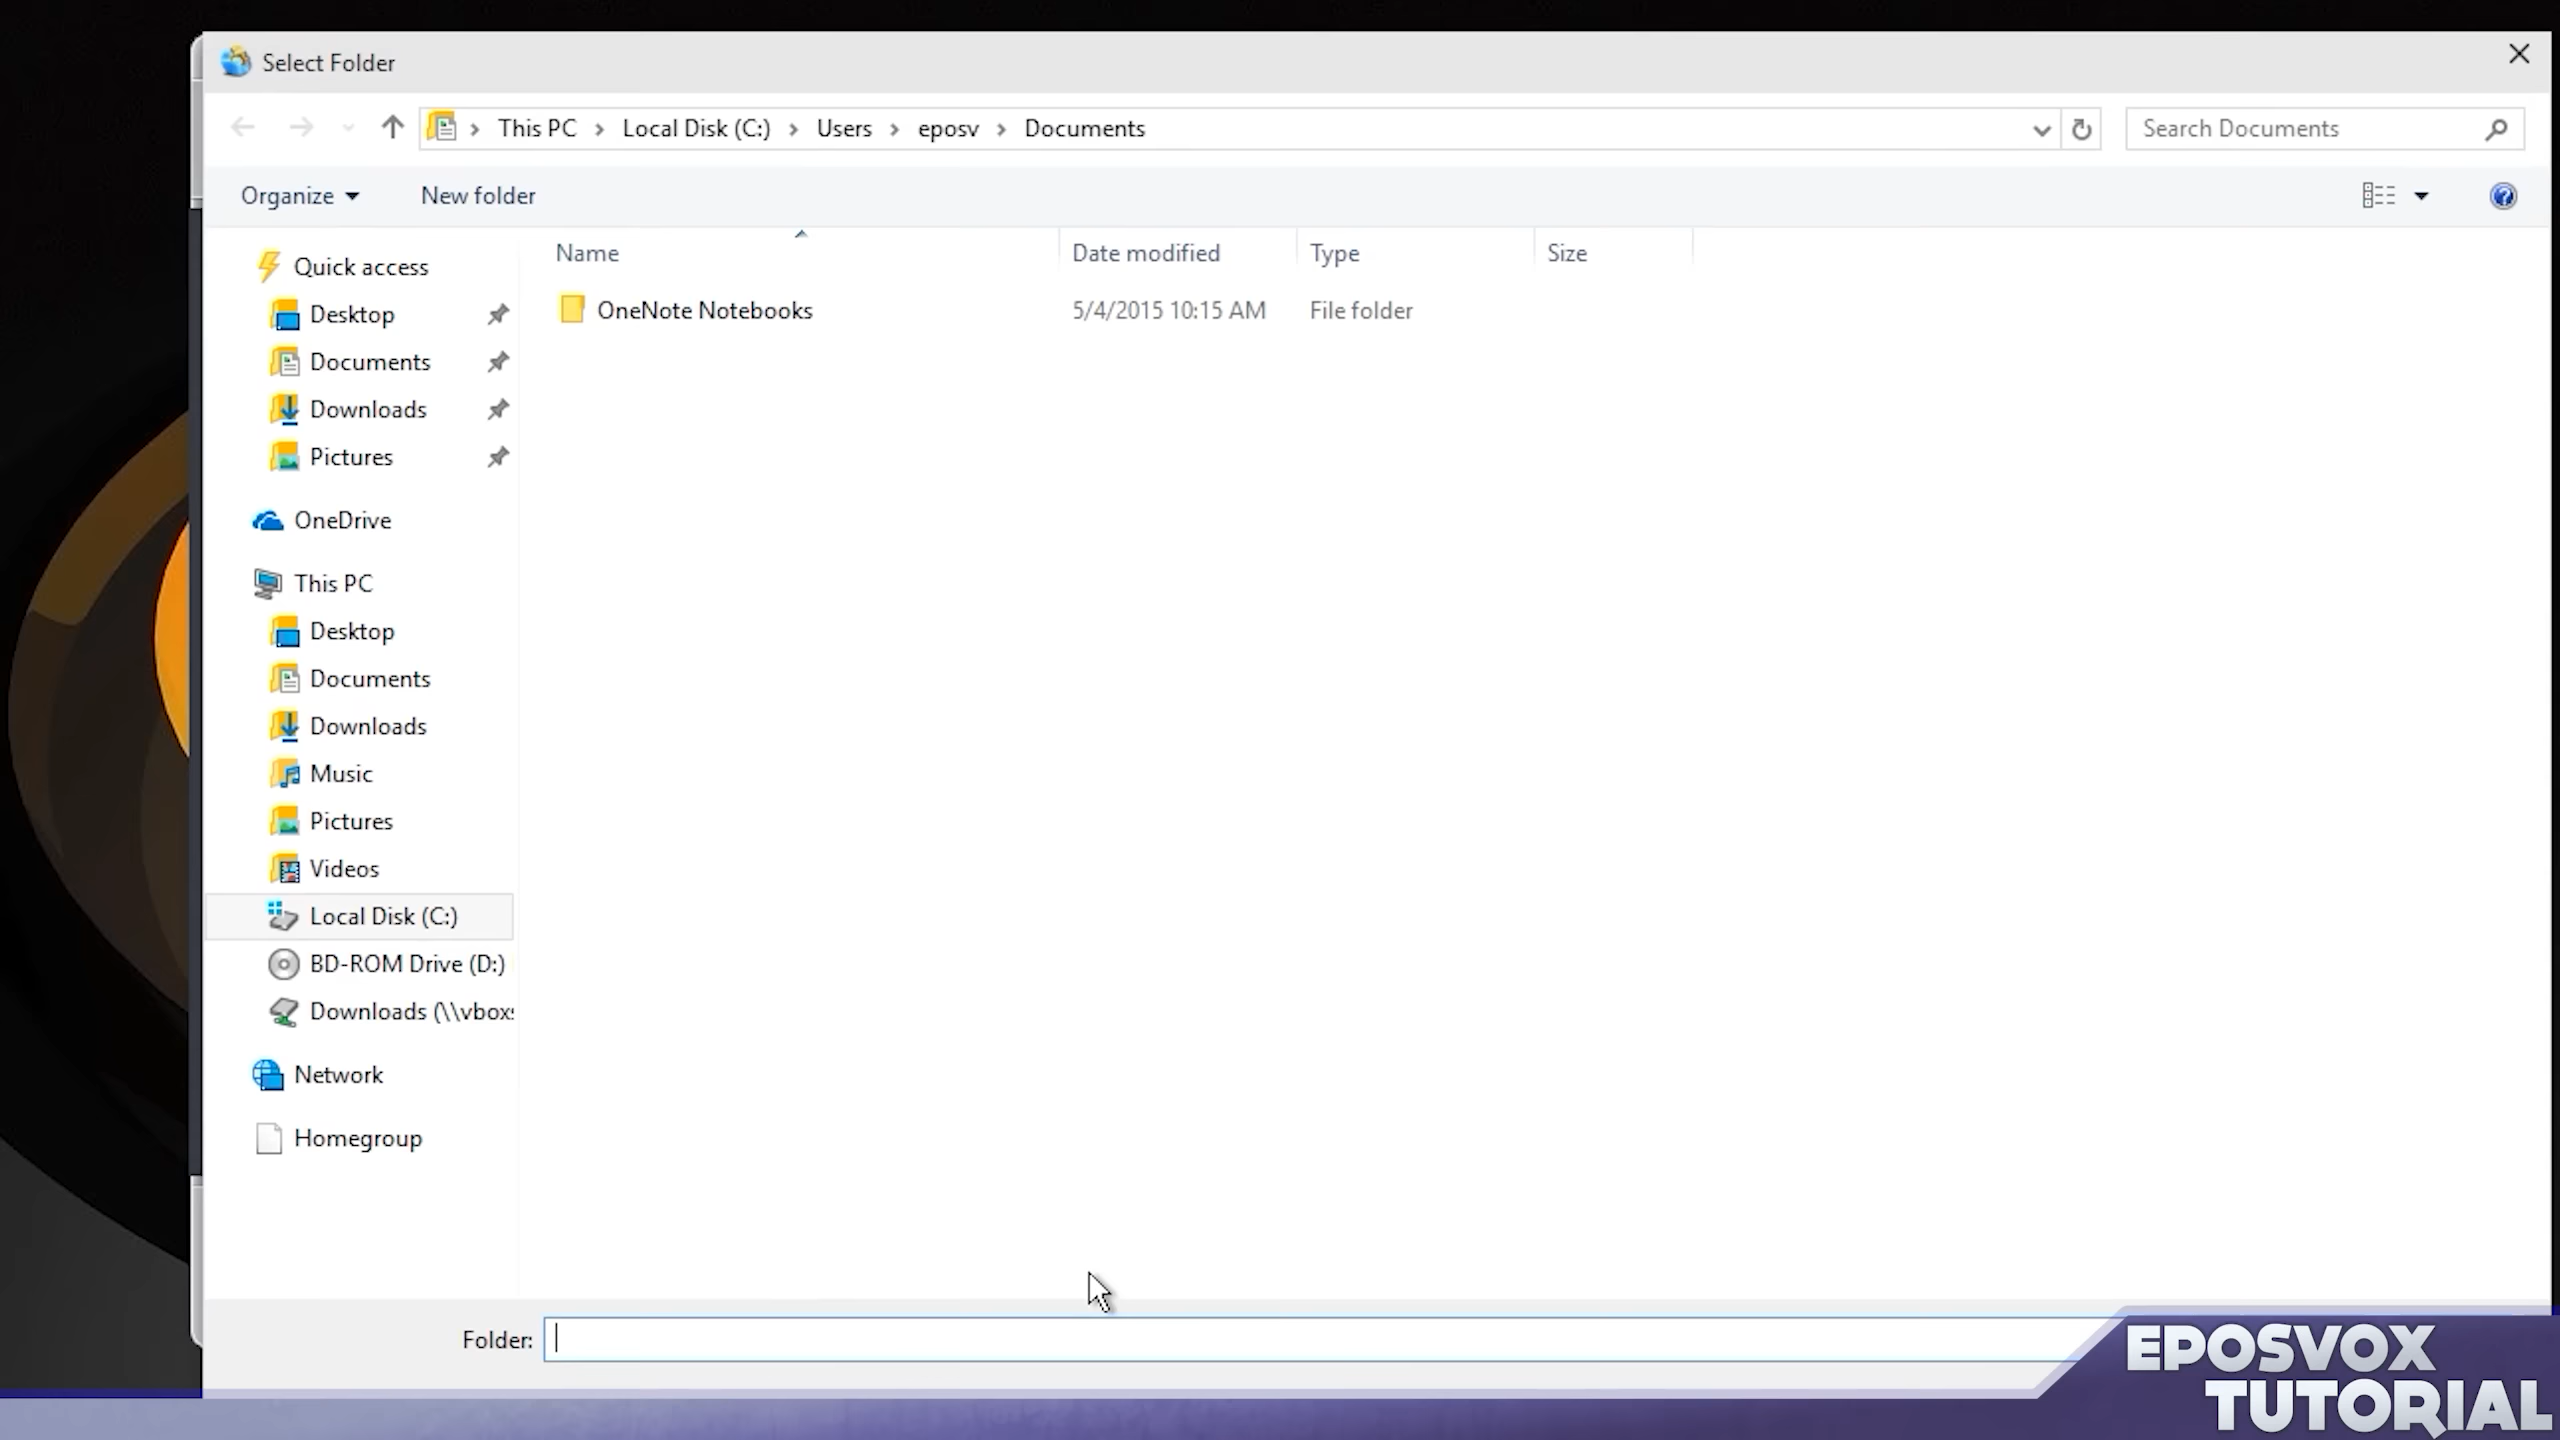 Select Folder
This PC > Local Disk (C:) > Users > eposv > Documents
Search Documents
Organize
New folder
Name
Date modified
Type
Size
Quick access
Desktop
Documents
Downloads
Pictures
OneDrive
This PC
Desktop
Documents
Downloads
Music
Pictures
Videos
Local Disk (C:)
BD-ROM Drive (D:)
Downloads (\\vboxs
Network
Homegroup
OneNote Notebooks
5/4/2015 10:15 AM
File folder
Folder:
EPOSVOX
TUTORIAL